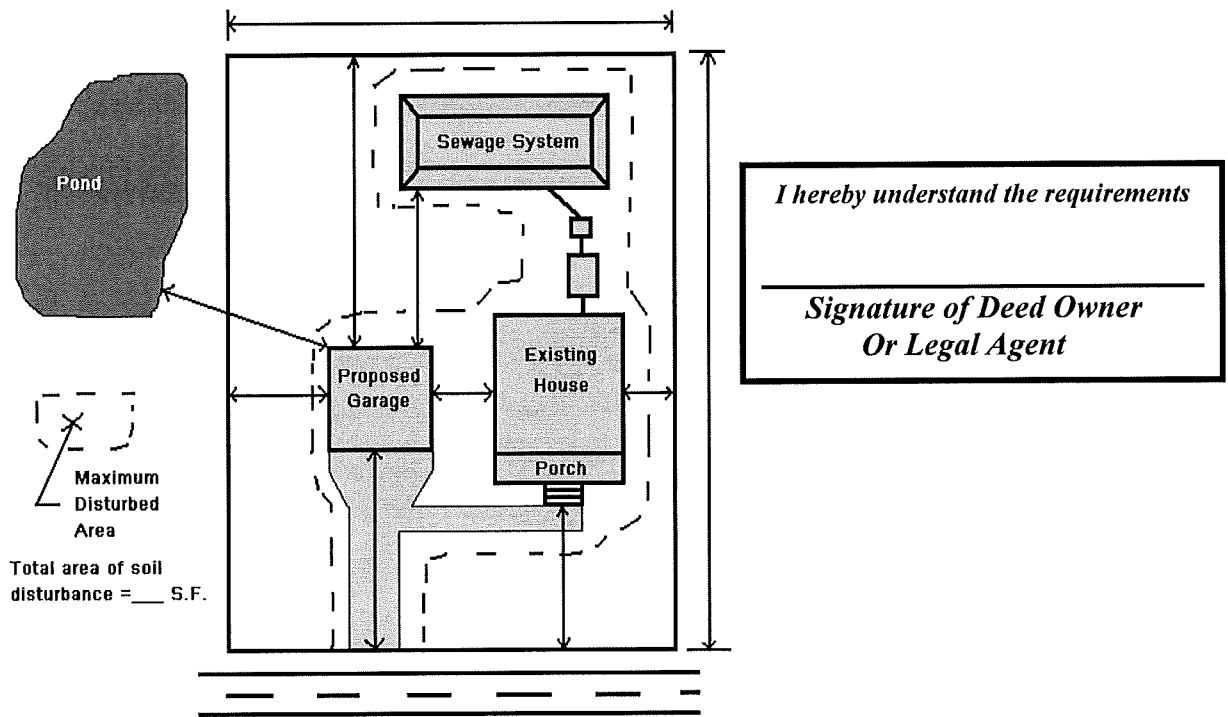 Sewage System
Pond
I hereby understand the requirements
Signature of Deed Owner
Or Legal Agent
Existing
House
Proposed
Garage
Porch
Maximum
Disturbed
Area
Total area of soil
disturbance =___ S.F.